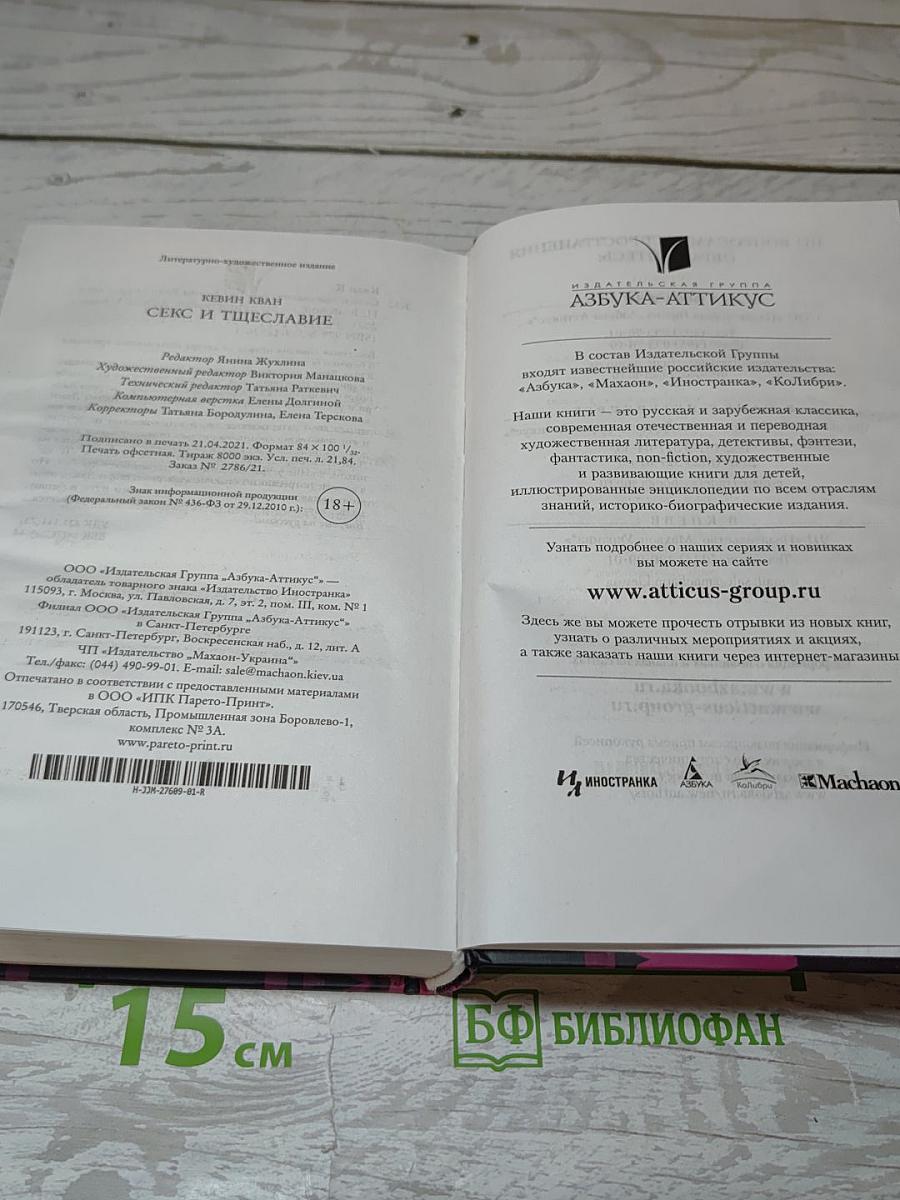 Литературно-художественное издание
КЕВИН КВАН
СЕКС И ТЩЕСЛАВИЕ
Редактор Янина Жухлина
Художественный редактор Виктория Манацкова
Технический редактор Татьяна Раткевич
Компьютерная верстка Елены Долгиной
Корректоры Татьяна Бородулина, Елена Терскова
Подписано в печать 21.04.2021. Формат 84 × 100 1/32.
Печать офсетная. Тираж 8000 экз. Усл. печ. л. 21,84.
Заказ № 2786/21.
Знак информационной продукции
(Федеральный закон № 436-ФЗ от 29.12.2010 г.):
18+
ООО «Издательская Группа „Азбука-Аттикус“» —
обладатель товарного знака «Издательство Иностранка»
115093, г. Москва, ул. Павловская, д. 7, эт. 2, пом. III, ком. № 1
Филиал ООО «Издательская Группа „Азбука-Аттикус“»
в Санкт-Петербурге
191123, г. Санкт-Петербург, Воскресенская наб., д. 12, лит. А
ЧП «Издательство „Махаон-Украина“»
Тел./факс: (044) 490-99-01. E-mail: sale@machaon.kiev.ua
Отпечатано в соответствии с предоставленными материалами
в ООО «ИПК Парето-Принт».
170546, Тверская область, Промышленная зона Боровлево-1,
комплекс № 3А.
www.pareto-print.ru
H-JJM-27609-01-R
ИЗДАТЕЛЬСКАЯ ГРУППА
АЗБУКА-АТТИКУС
В состав Издательской Группы
входят известнейшие российские издательства:
«Азбука», «Махаон», «Иностранка», «КоЛибри».
Наши книги — это русская и зарубежная классика,
современная отечественная и переводная
художественная литература, детективы, фэнтези,
фантастика, non-fiction, художественные
и развивающие книги для детей,
иллюстрированные энциклопедии по всем отраслям
знаний, историко-биографические издания.
Узнать подробнее о наших сериях и новинках
вы можете на сайте
www.atticus-group.ru
Здесь же вы можете прочесть отрывки из новых книг,
узнать о различных мероприятиях и акциях,
а также заказать наши книги через интернет-магазины
ИЛ ИНОСТРАНКА
АЗБУКА
КоЛибри
Machaon
15 см
БФ БИБЛИОФАН